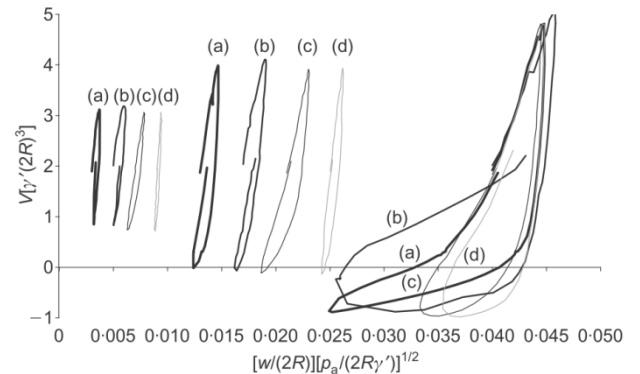 5
4
3
2
1
0
−1
V[γ′(2R)³]
(a) (b) (c) (d)
(a) (b) (c) (d)
(b)
(a)
(c)
(d)
0 0·005 0·010 0·015 0·020 0·025 0·030 0·035 0·040 0·045 0·050
[w/(2R)][pₐ/(2Rγ′)]¹/²